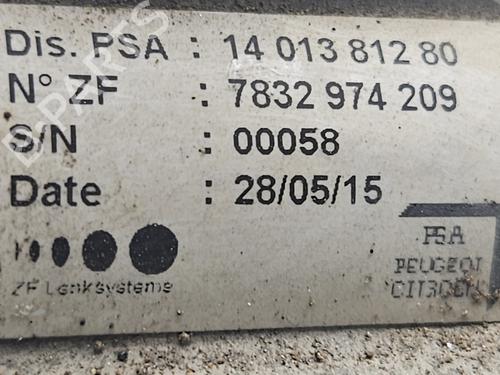 Dis. PSA : 14 013 812 80
N° ZF : 7832 974 209
S/N : 00058
Date : 28/05/15
PSA
PEUGEOT
CITROEN
ZF Lenksysteme